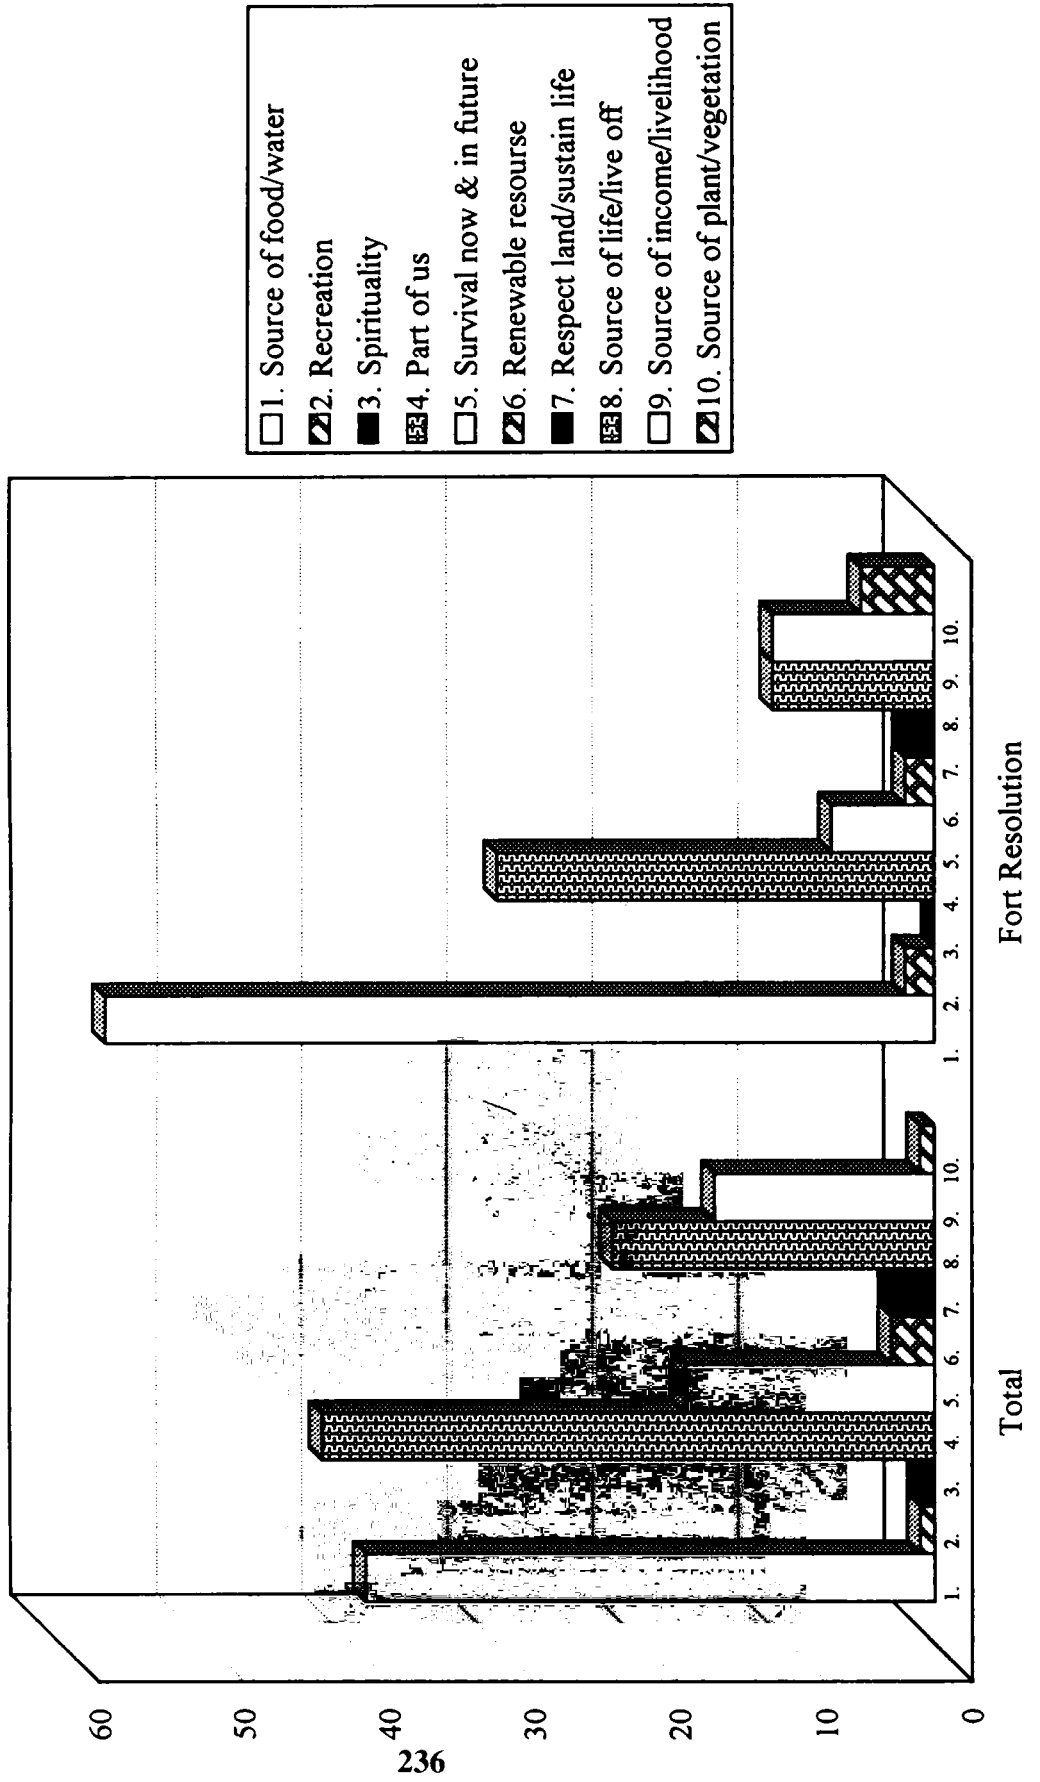 60
50
40
30
20
10
0
1. 2. 3. 4. 5. 6. 7. 8. 9. 10.
1. 2. 3. 4. 5. 6. 7. 8. 9. 10.
Total
Fort Resolution
1. Source of food/water
2. Recreation
3. Spirituality
4. Part of us
5. Survival now & in future
6. Renewable resourse
7. Respect land/sustain life
8. Source of life/live off
9. Source of income/livelihood
10. Source of plant/vegetation
236